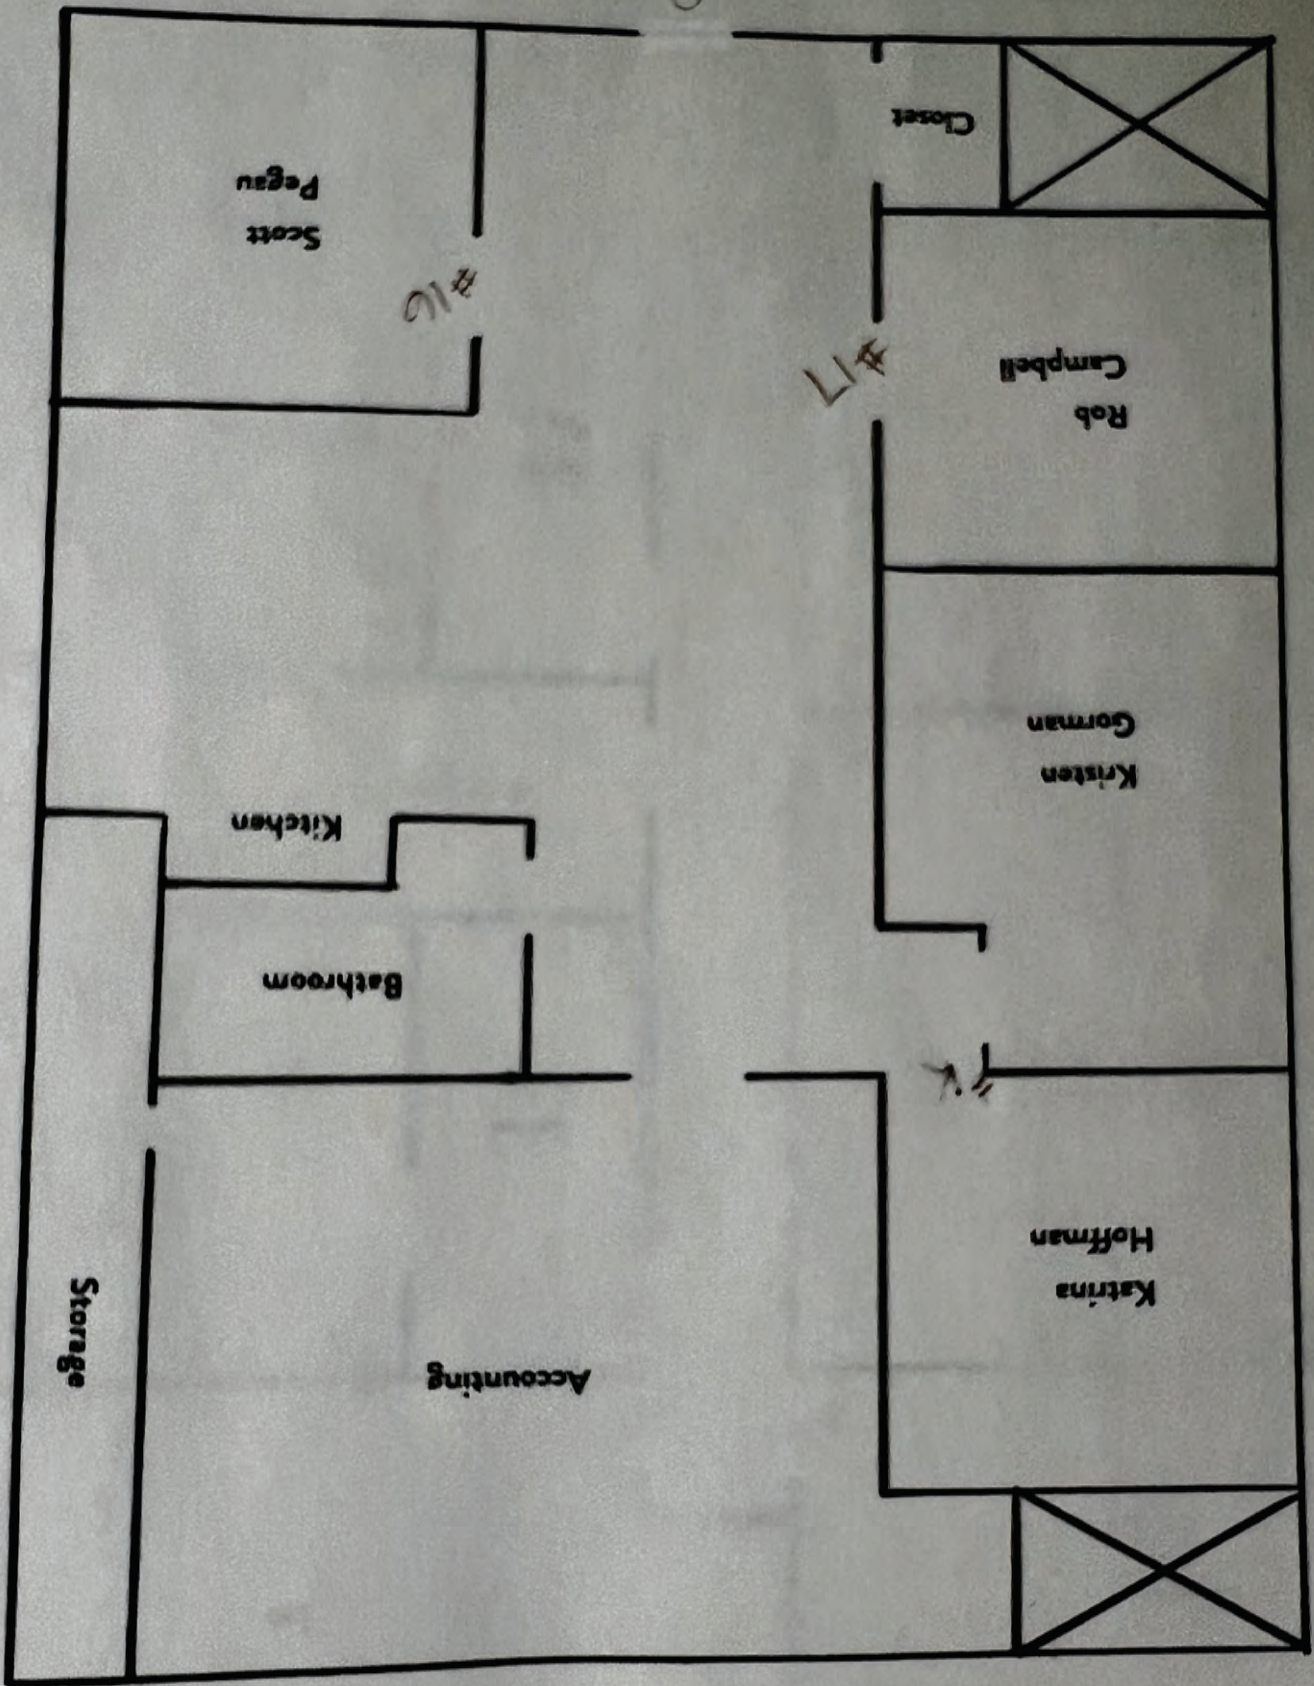 Katrina
Hoffman
Accounting
Storage
Bathroom
Kitchen
Kristen
Gorman
Rob
Campbell
#17
#16
Scott
Pegau
Closet